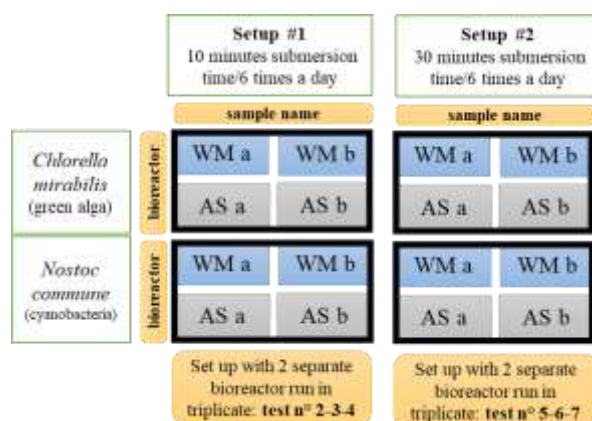 Setup #1
10 minutes submersion
time/6 times a day
Setup #2
30 minutes submersion
time/6 times a day
sample name
sample name
Chlorella
mirabilis
(green alga)
bioreactor
WM a
WM b
AS a
AS b
WM a
WM b
AS a
AS b
Nostoc
commune
(cyanobacteria)
bioreactor
WM a
WM b
AS a
AS b
WM a
WM b
AS a
AS b
Set up with 2 separate
bioreactor run in
triplicate: test n° 2-3-4
Set up with 2 separate
bioreactor run in
triplicate: test n° 5-6-7